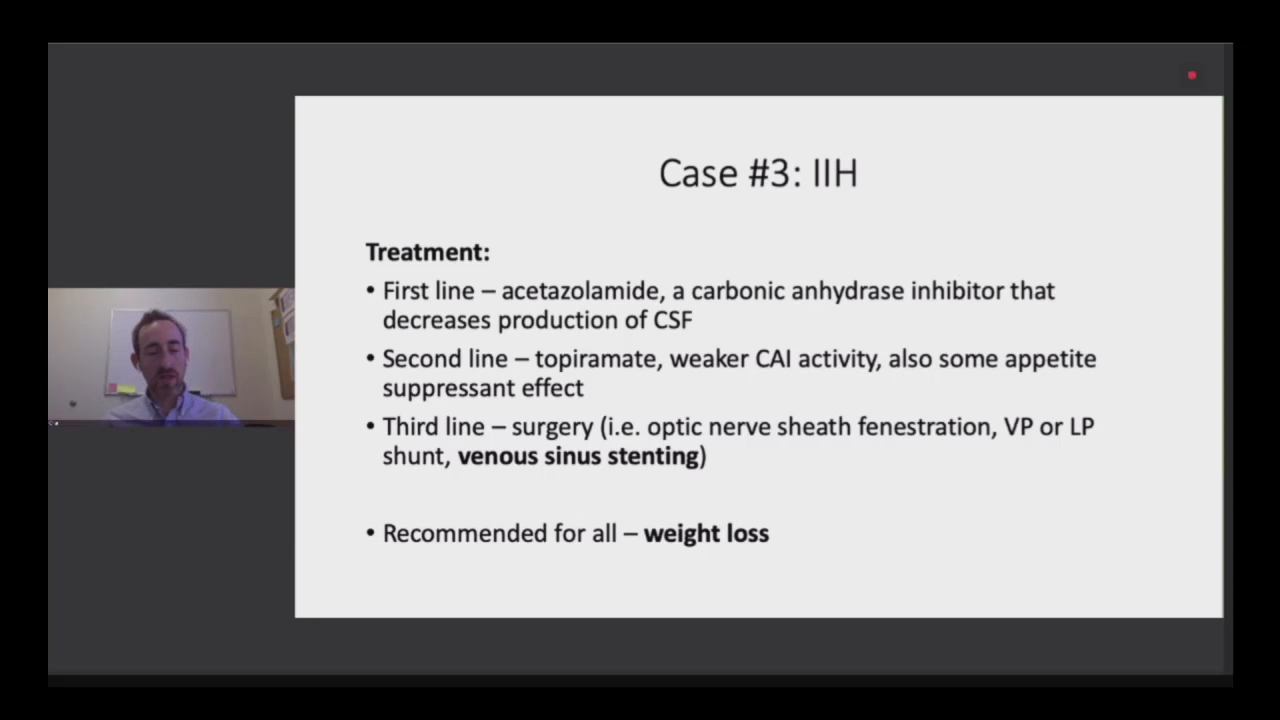 Case #3: IIH
Treatment:
• First line – acetazolamide, a carbonic anhydrase inhibitor that
decreases production of CSF
• Second line – topiramate, weaker CAI activity, also some appetite
suppressant effect
• Third line – surgery (i.e. optic nerve sheath fenestration, VP or LP
shunt, venous sinus stenting)
• Recommended for all – weight loss